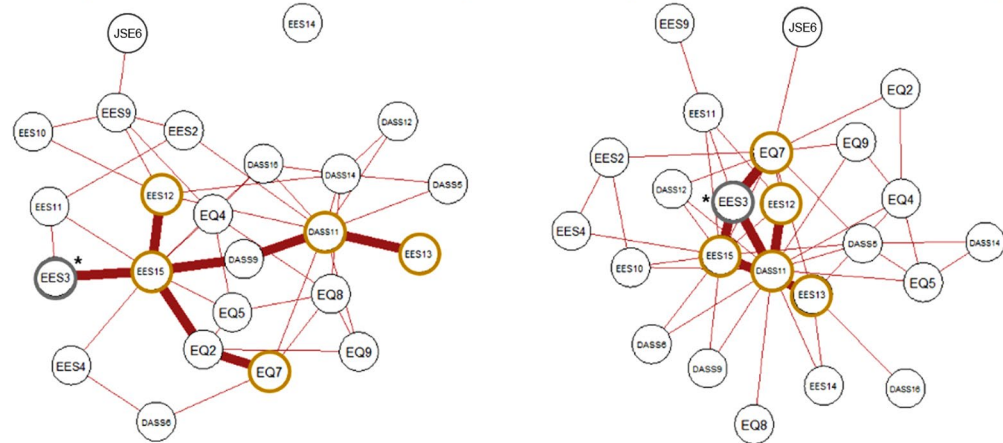 JSE6
EES14
EES9
EES10
EES2
DASS12
DASS16
DASS14
DASS5
EES12
EES11
EQ4
DASS11
EES13
*
EES3
EES15
DASS9
EQ8
EQ5
EQ2
EQ9
EES4
EQ7
DASS6
EES9
JSE6
EQ2
EES11
EQ9
EES2
EQ7
DASS12
*
EES3
EES12
EQ4
EES4
DASS5
DASS14
EES15
EES10
DASS11
EQ5
EES13
DASS6
DASS9
EES14
DASS16
EQ8